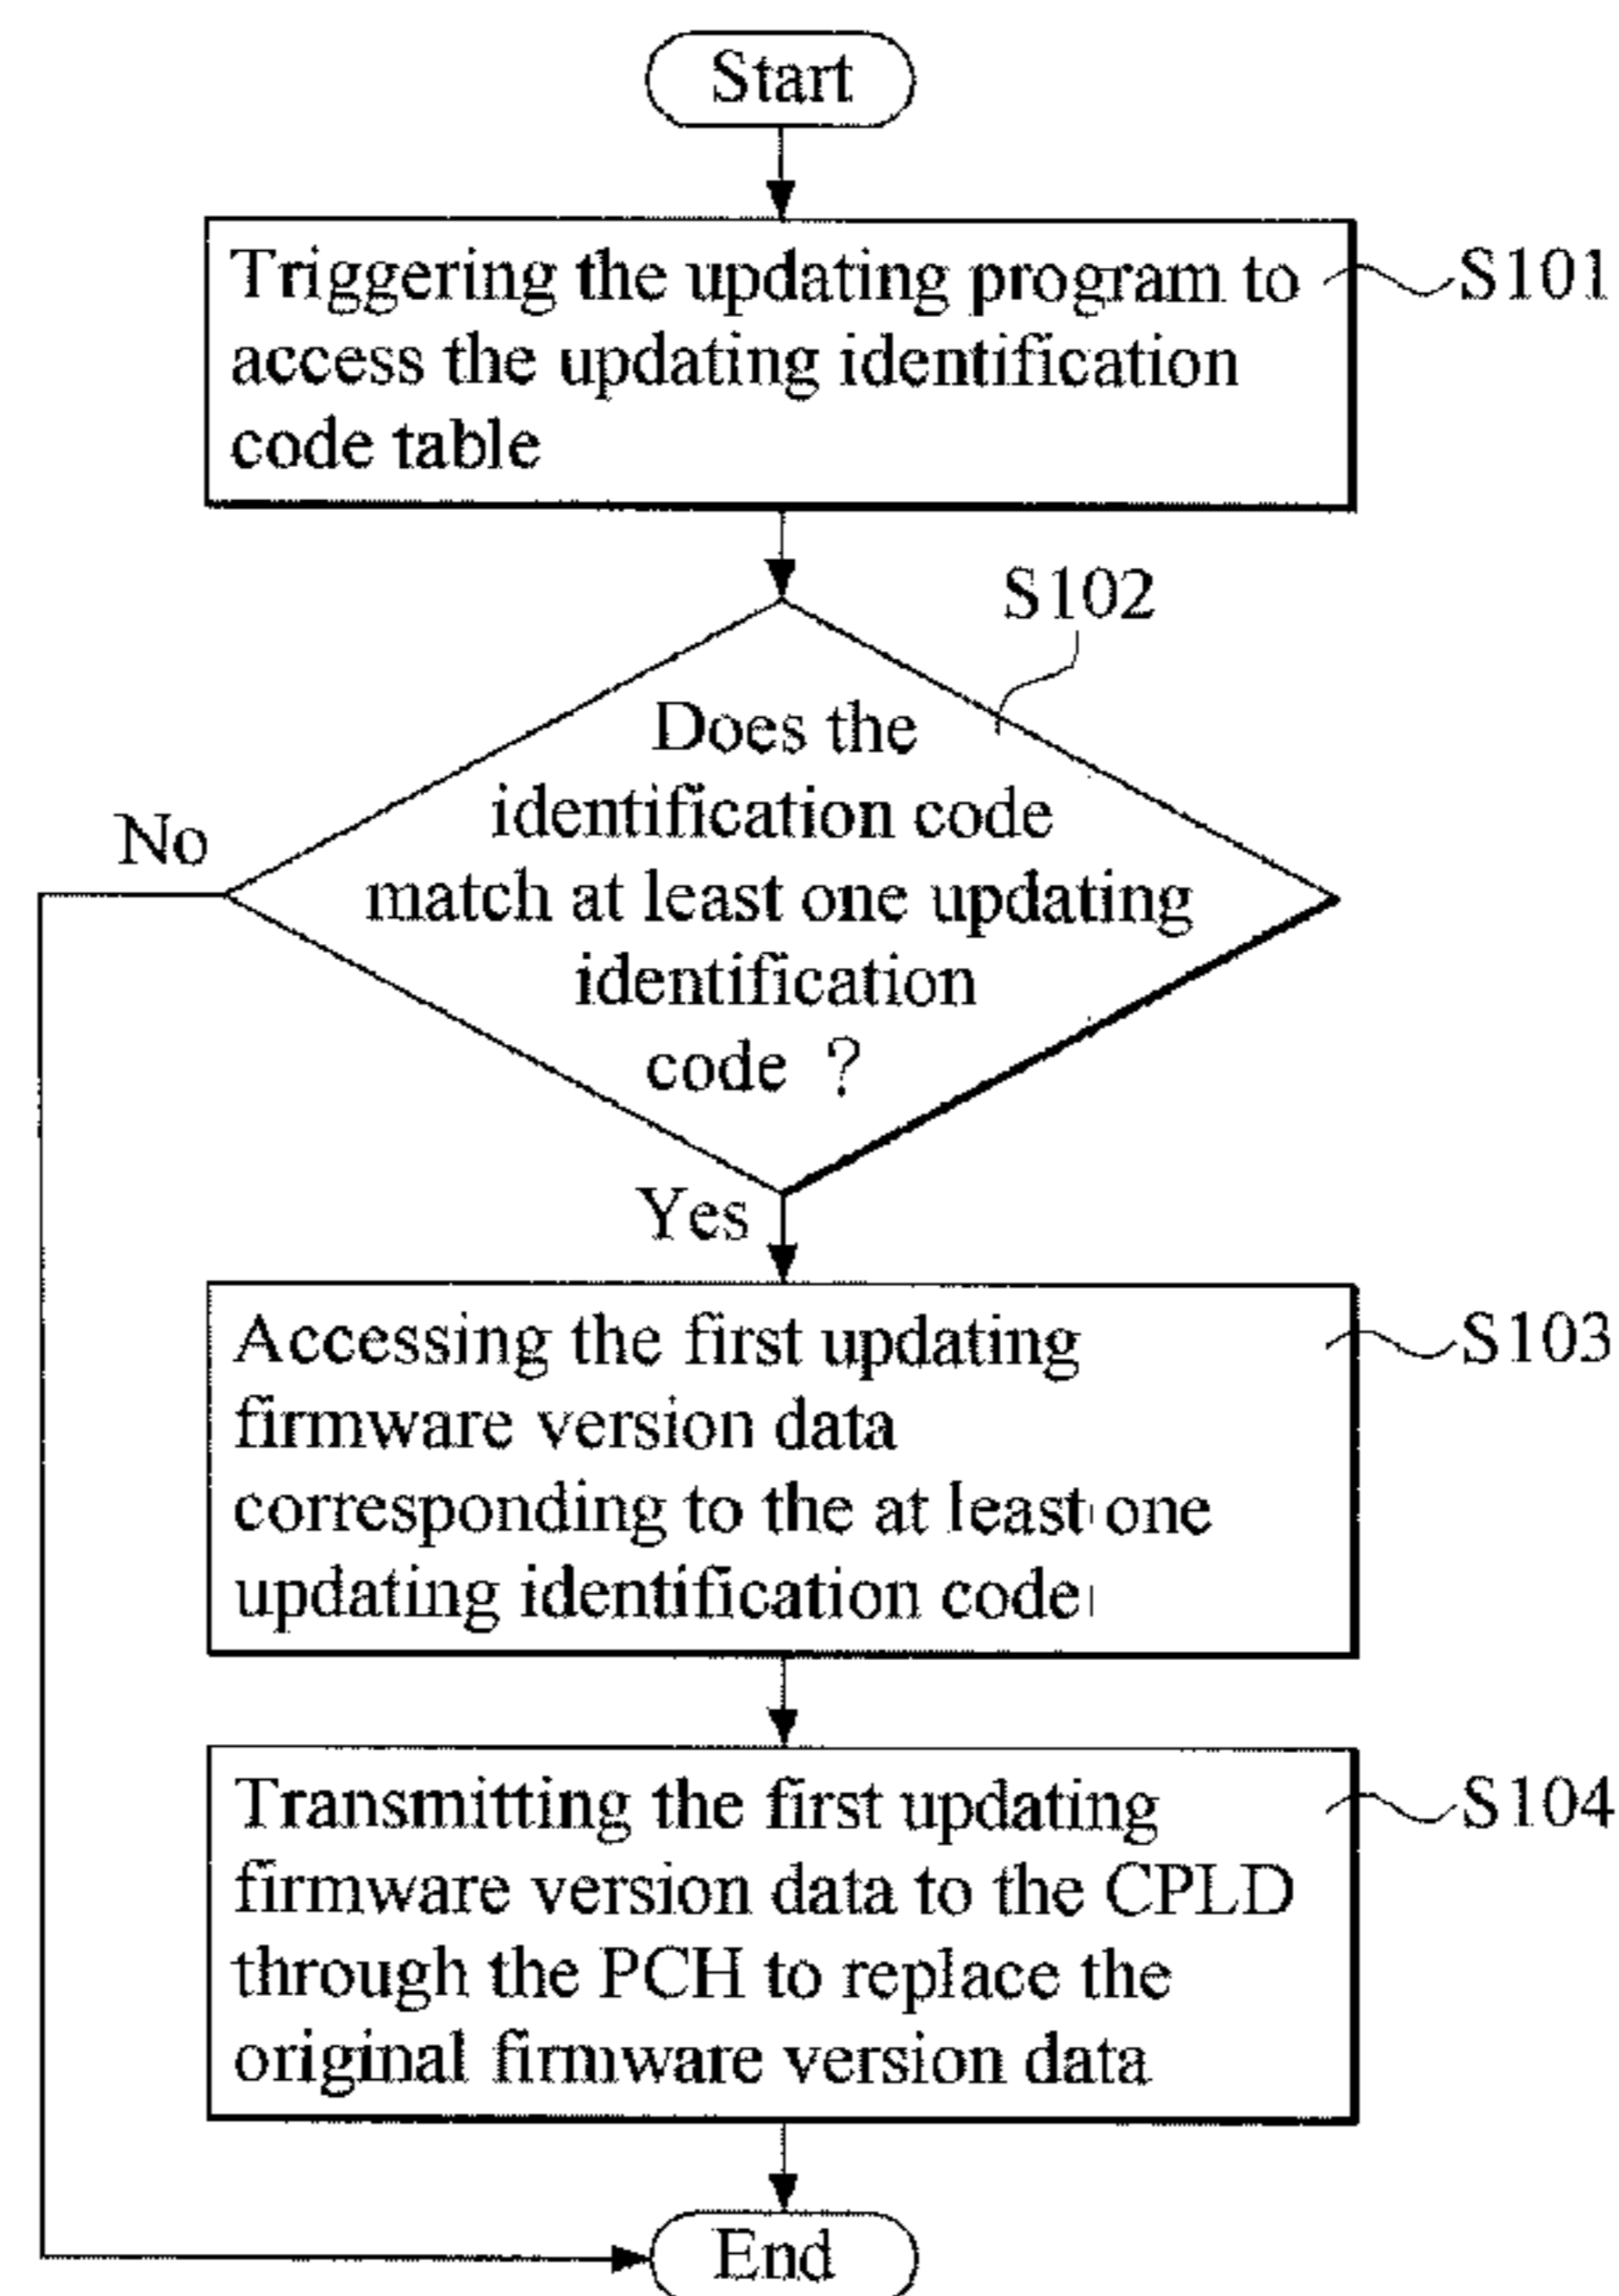 Start
Triggering the updating program to
access the updating identification
code table
S101
S102
Does the
identification code
match at least one updating
identification
code ?
No
Yes
Accessing the first updating
firmware version data
corresponding to the at least one
updating identification code
S103
Transmitting the first updating
firmware version data to the CPLD
through the PCH to replace the
original firmware version data
S104
End